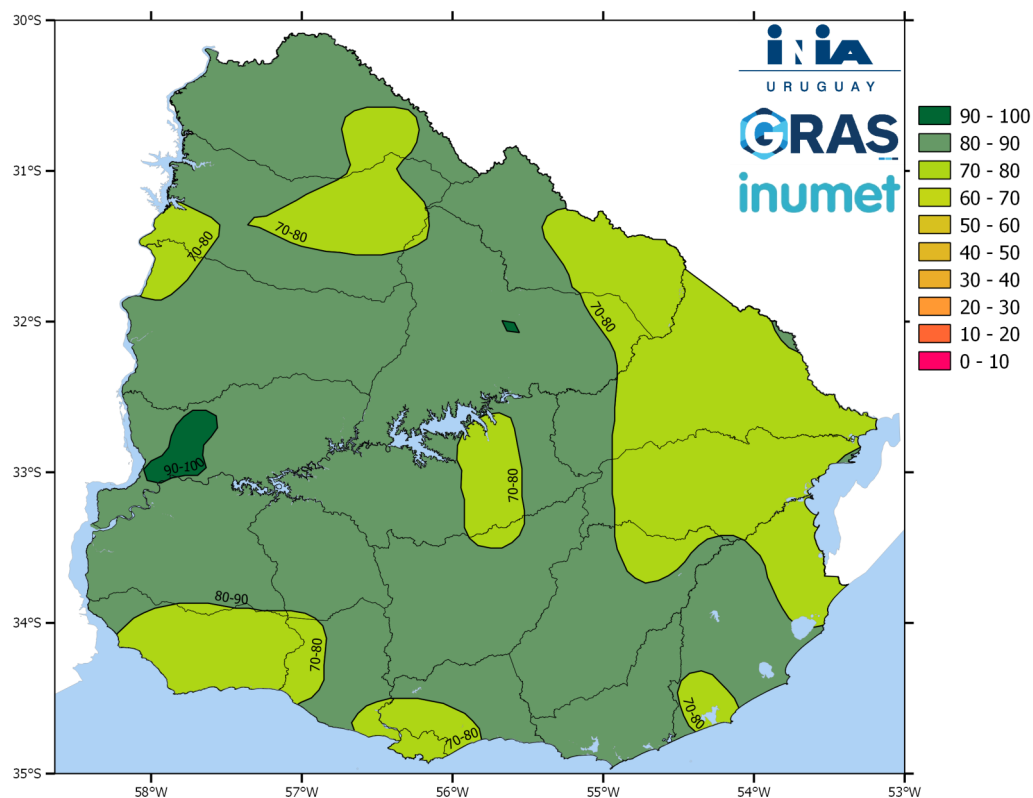 30°S
31°S
32°S
33°S
34°S
35°S
58°W
57°W
56°W
55°W
54°W
53°W
INIA
URUGUAY
GRAS
inumet
90 - 100
80 - 90
70 - 80
60 - 70
50 - 60
40 - 50
30 - 40
20 - 30
10 - 20
0 - 10
70-80
70-80
70-80
90-100
70-80
80-90
70-80
70-80
70-80